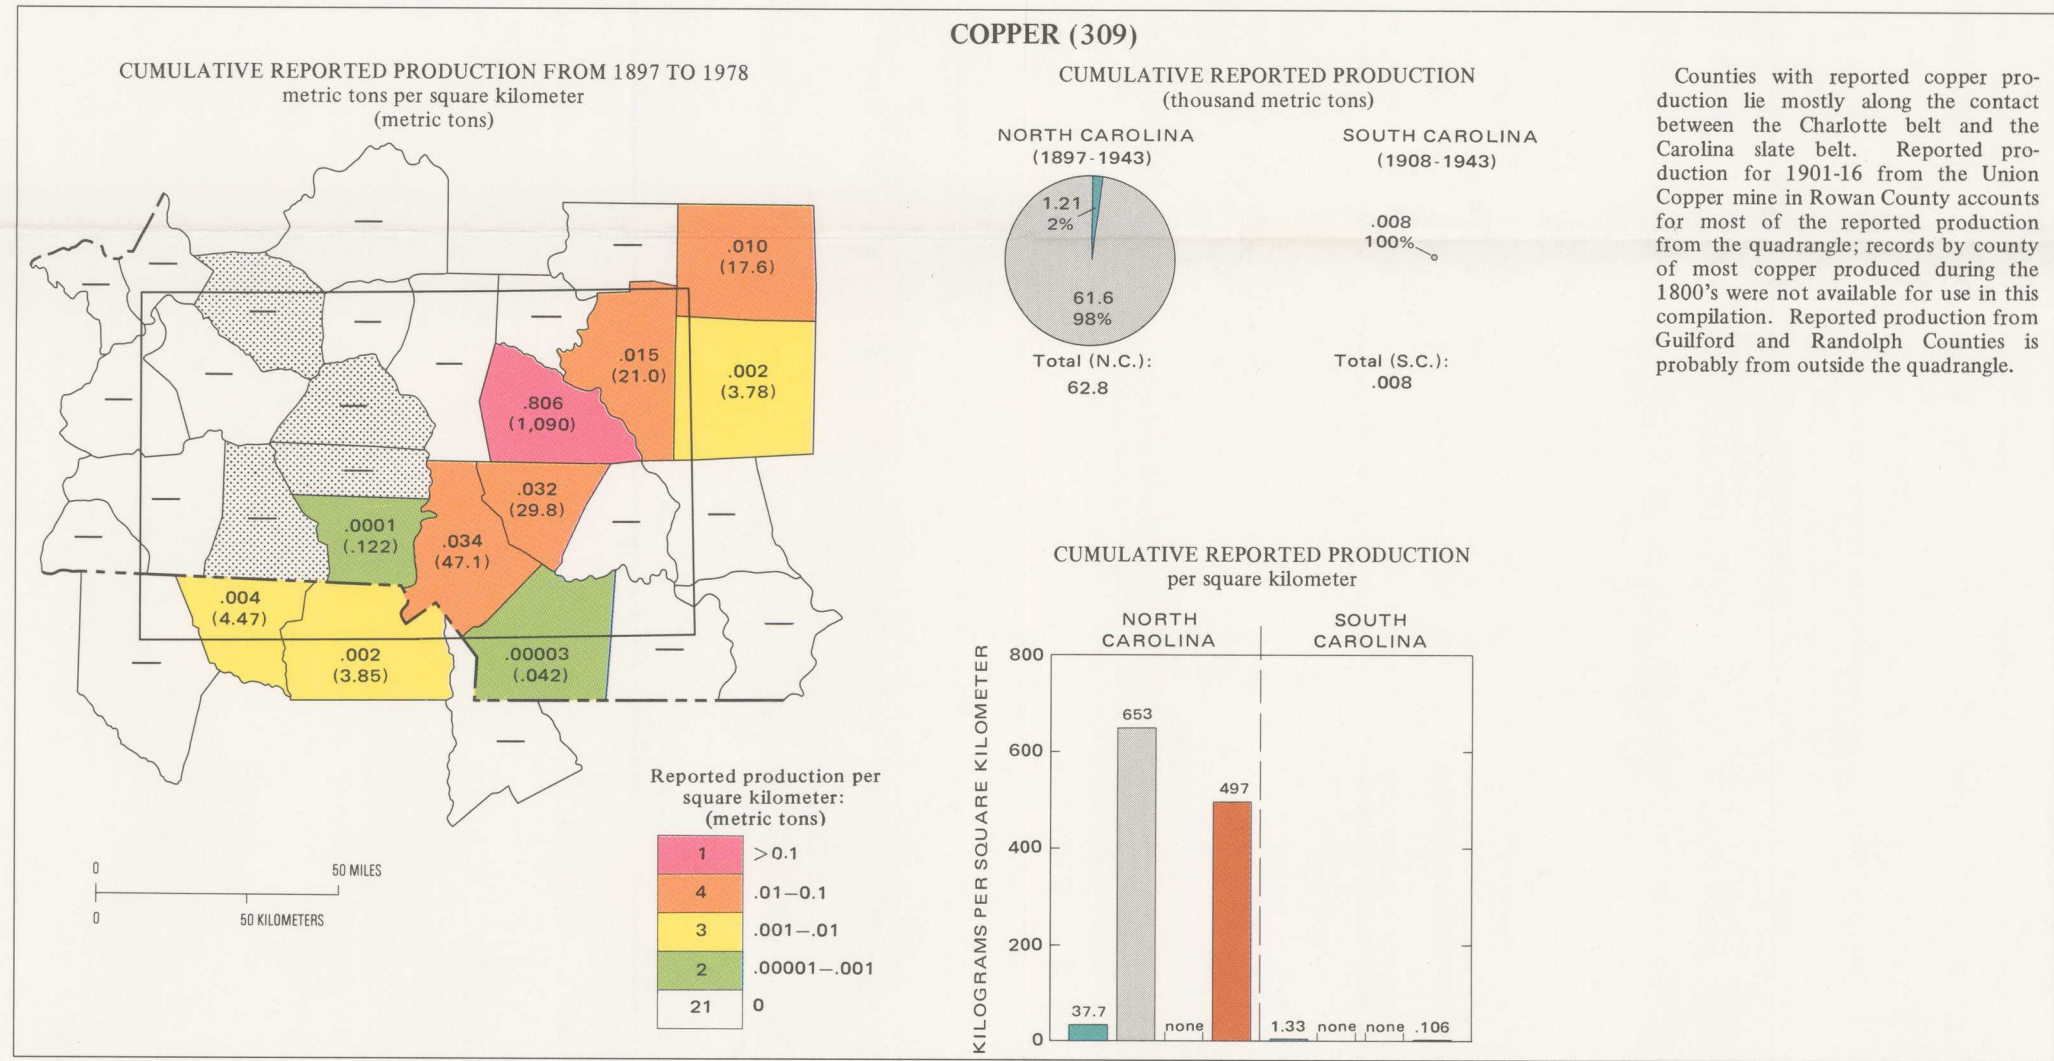 COPPER (309)
CUMULATIVE REPORTED PRODUCTION FROM 1897 TO 1978
metric tons per square kilometer
(metric tons)
.010
(17.6)
.015
(21.0)
.002
(3.78)
.806
(1,090)
.032
(29.8)
.0001
(.122)
.034
(47.1)
.004
(4.47)
.002
(3.85)
.00003
(.042)
Reported production per
square kilometer:
(metric tons)
1 >0.1
4 .01—0.1
3 .001—.01
2 .00001—.001
21 0
0 50 MILES
0 50 KILOMETERS
CUMULATIVE REPORTED PRODUCTION
(thousand metric tons)
NORTH CAROLINA
(1897-1943)
1.21
2%
61.6
98%
Total (N.C.):
62.8
SOUTH CAROLINA
(1908-1943)
.008
100%
Total (S.C.):
.008
CUMULATIVE REPORTED PRODUCTION
per square kilometer
NORTH
CAROLINA
SOUTH
CAROLINA
KILOGRAMS PER SQUARE KILOMETER
800
600
400
200
0
37.7
653
none
497
1.33
none
none
.106
Counties with reported copper pro-
duction lie mostly along the contact
between the Charlotte belt and the
Carolina slate belt. Reported pro-
duction for 1901-16 from the Union
Copper mine in Rowan County accounts
for most of the reported production
from the quadrangle; records by county
of most copper produced during the
1800's were not available for use in this
compilation. Reported production from
Guilford and Randolph Counties is
probably from outside the quadrangle.